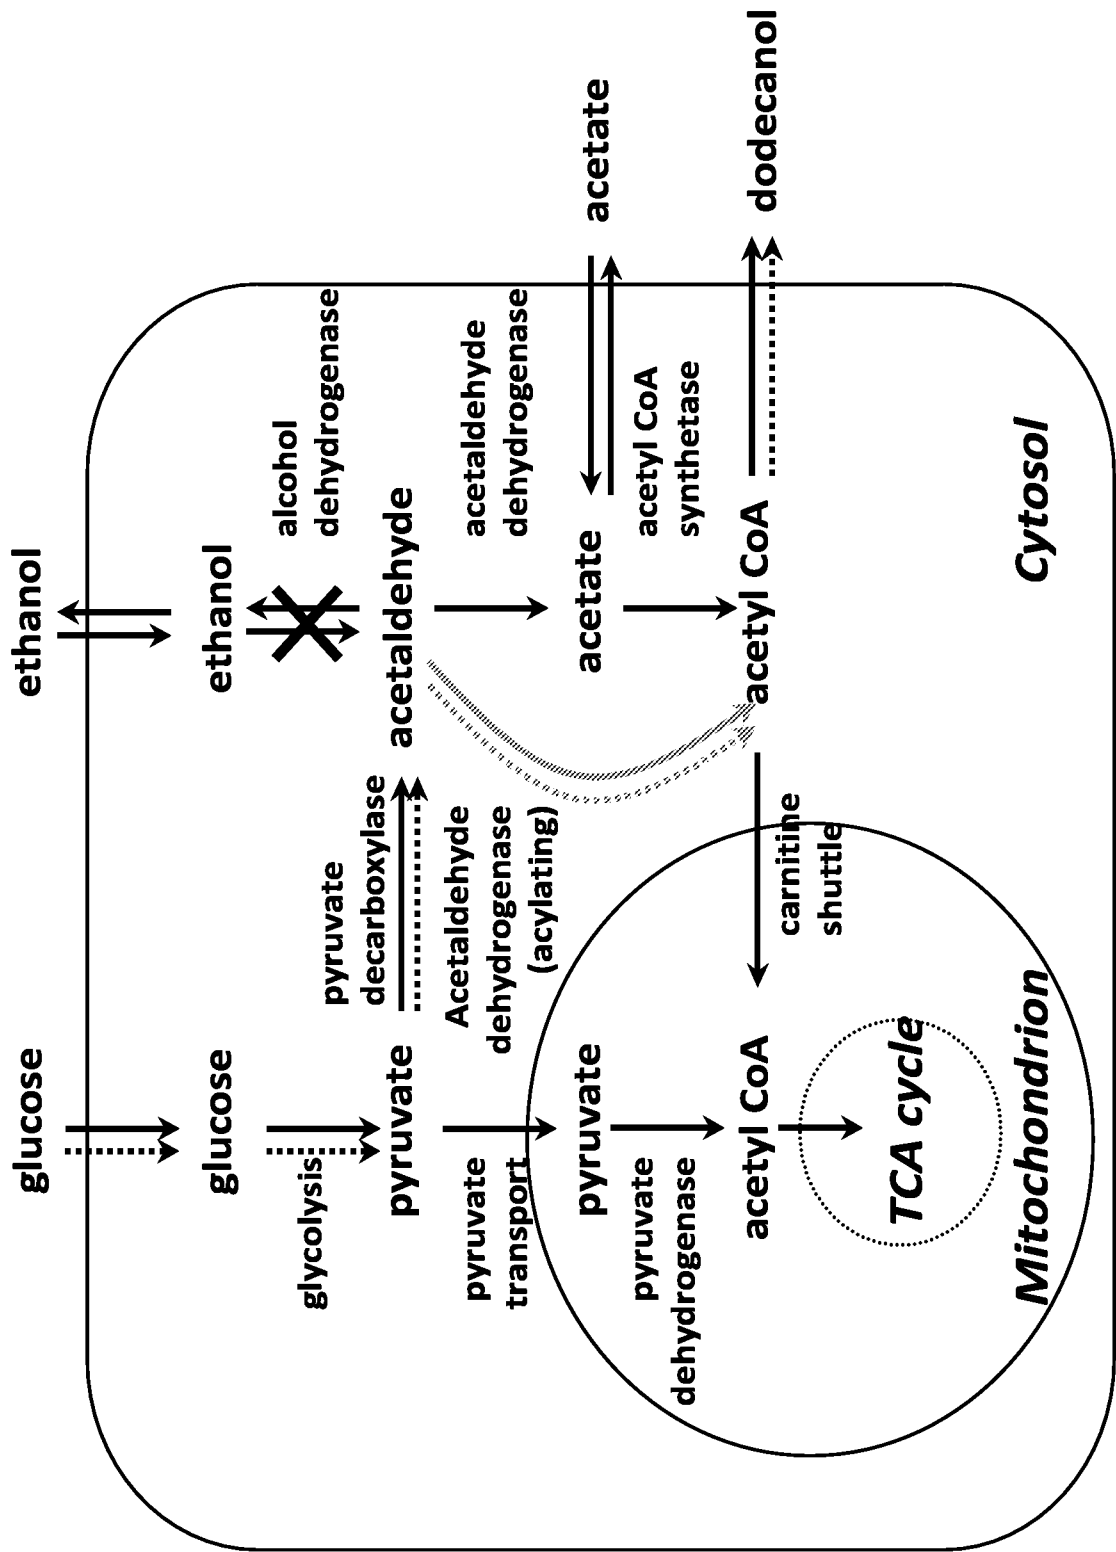 glucose
ethanol
glucose
ethanol
glycolysis
alcohol
dehydrogenase
pyruvate
decarboxylase
pyruvate
acetaldehyde
Acetaldehyde
dehydrogenase
(acylating)
pyruvate
transport
acetaldehyde
dehydrogenase
pyruvate
acetate
acetate
pyruvate
dehydrogenase
acetyl CoA
synthetase
acetyl CoA
acetyl CoA
dodecanol
carnitine
shuttle
TCA cycle
Mitochondrion
Cytosol